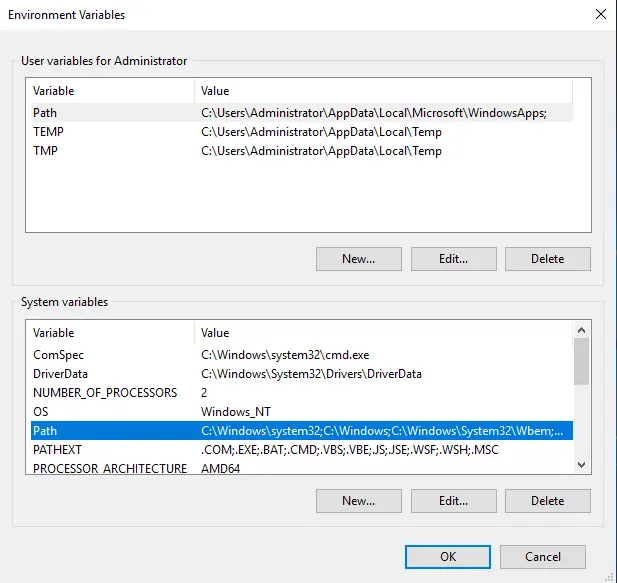 Environment Variables
User variables for Administrator
Variable Value
Path C:\Users\Administrator\AppData\Local\Microsoft\WindowsApps;
TEMP C:\Users\Administrator\AppData\Local\Temp
TMP C:\Users\Administrator\AppData\Local\Temp
New... Edit... Delete
System variables
Variable Value
ComSpec C:\Windows\system32\cmd.exe
DriverData C:\Windows\System32\Drivers\DriverData
NUMBER_OF_PROCESSORS 2
OS Windows_NT
Path C:\Windows\system32;C:\Windows;C:\Windows\System32\Wbem;...
PATHEXT .COM;.EXE;.BAT;.CMD;.VBS;.VBE;.JS;.JSE;.WSF;.WSH;.MSC
PROCESSOR_ARCHITECTURE AMD64
New... Edit... Delete
OK Cancel